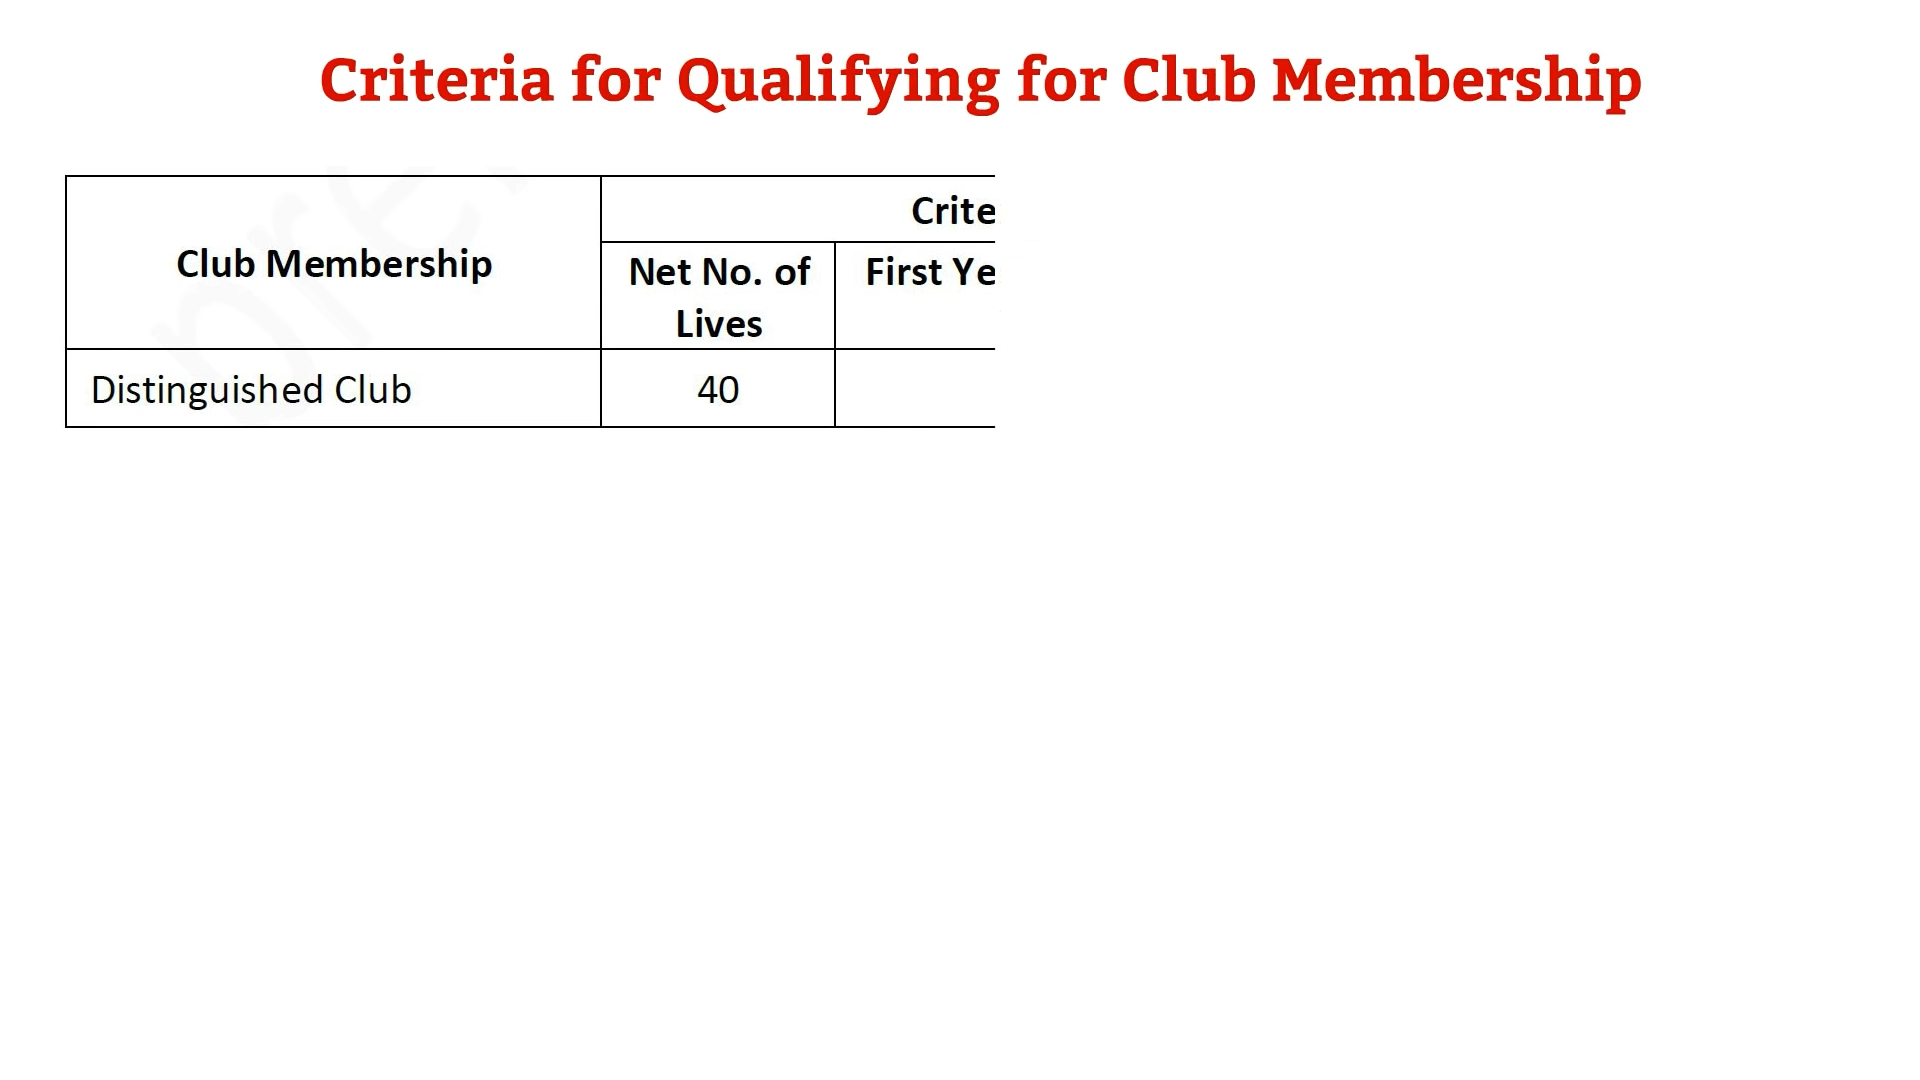 Criteria for Qualifying for Club Membership
Club Membership
Crite
Net No. of
Lives
First Ye
Distinguished Club
40